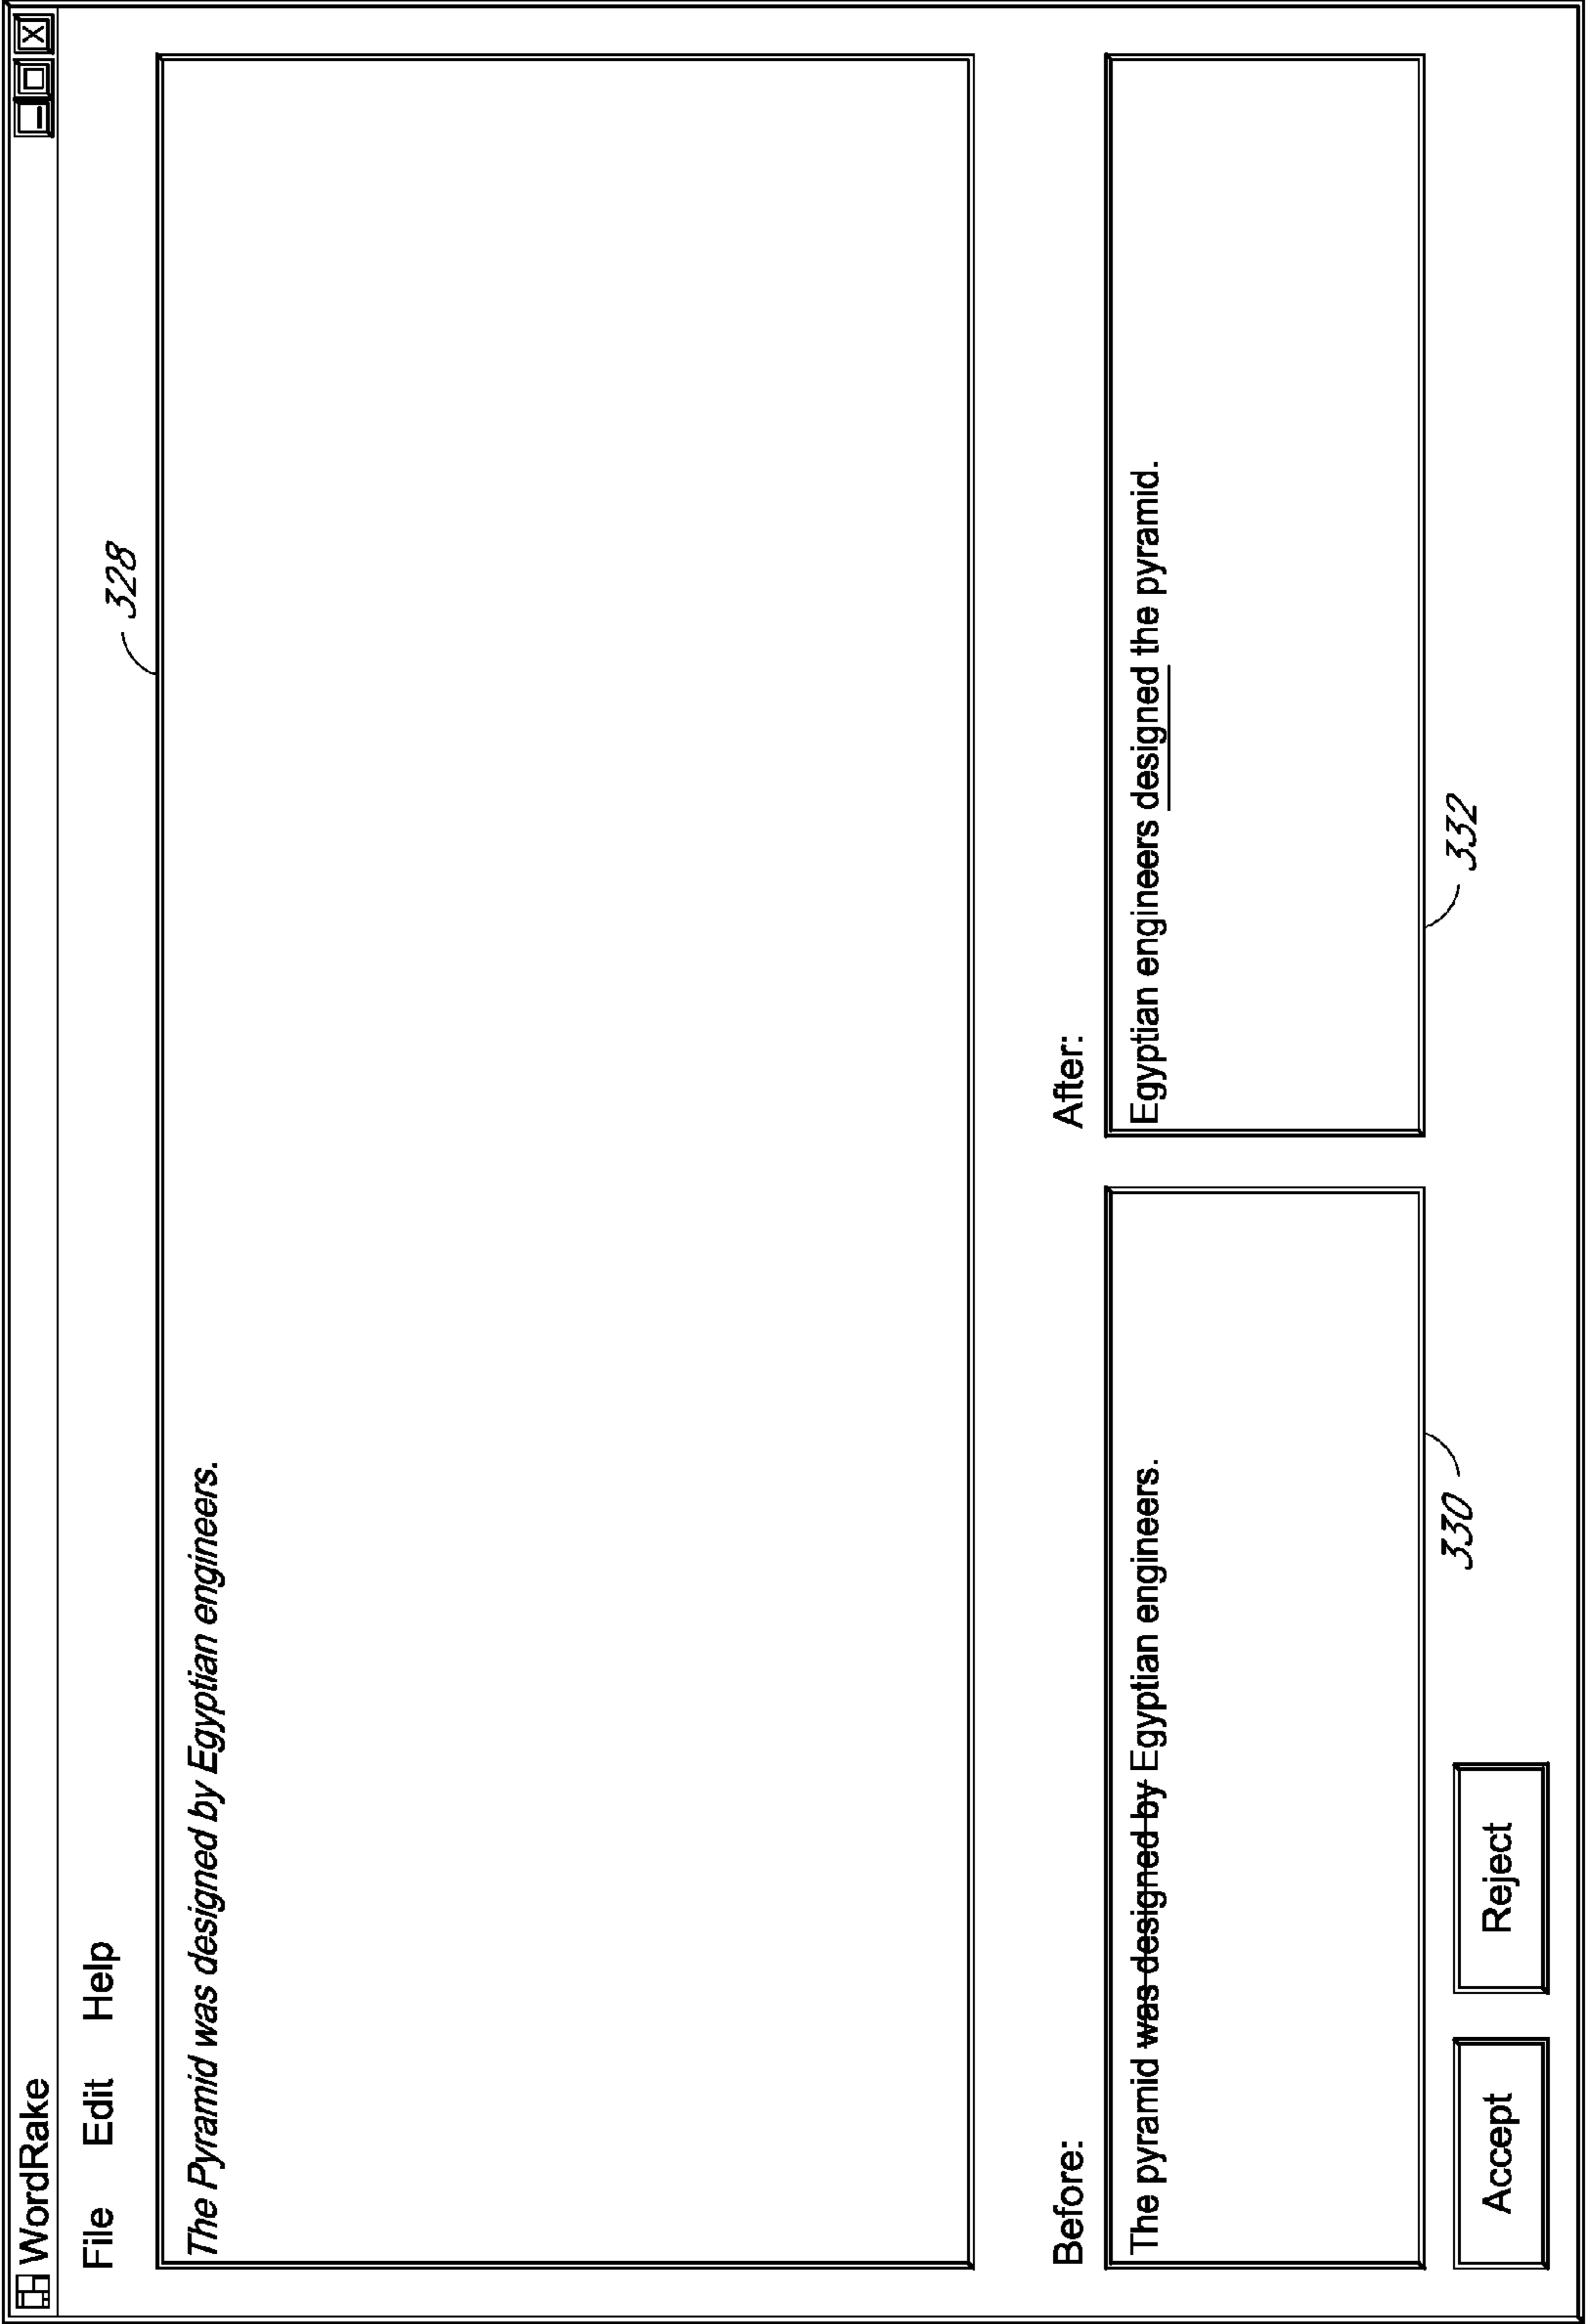 WordRake
File Edit Help
328
The Pyramid was designed by Egyptian engineers.
Before:
After:
The pyramid was designed by Egyptian engineers.
Egyptian engineers designed the pyramid.
330
332
Accept
Reject